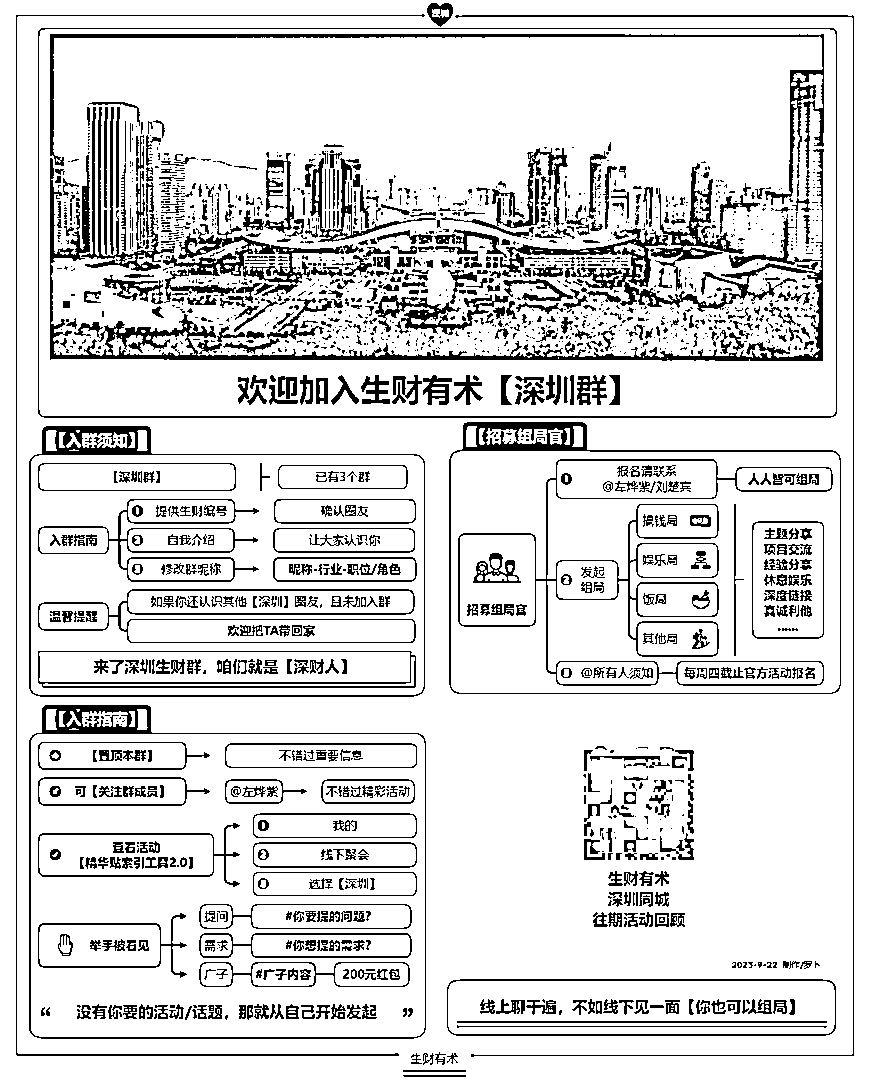 欢迎加入生财有术【深圳群】
【入群须知】
【深圳群】
已有3个群
入群指南
1 提供生财编号
确认圈友
2 自我介绍
让大家认识你
3 修改群昵称
昵称-行业-职位/角色
温馨提醒
如果你还认识其他【深圳】圈友，且未加入群
欢迎把TA带回家
来了深圳生财群，咱们就是【深财人】
【招募组局官】
招募组局官
1 报名请联系
@左烨紫/刘楚宾
人人皆可组局
2 发起
组局
搞钱局
娱乐局
饭局
其他局
主题分享
项目交流
经验分享
休息娱乐
深度链接
真诚利他
……
@所有人须知
每周四截止官方活动报名
【入群指南】
【置顶本群】
不错过重要信息
可【关注群成员】
@左烨紫
不错过精彩活动
查看活动
【精华贴索引工具2.0】
1 我的
2 线下聚会
3 选择【深圳】
举手被看见
提问
#你要提的问题?
需求
#你想提的需求?
广子
#广子内容
200元红包
“ 没有你要的活动/话题，那就从自己开始发起 ”
生财有术
深圳同城
往期活动回顾
2023-9-22 制作/萝卜
线上聊千遍，不如线下见一面【你也可以组局】
生财有术